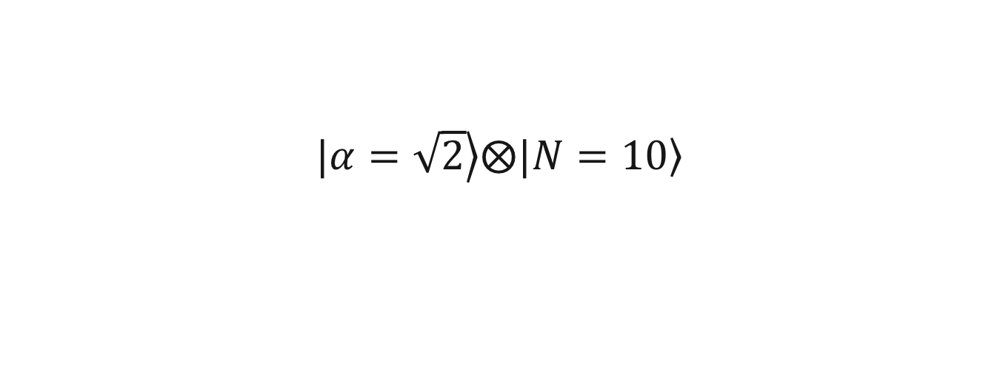 |α = √2⟩⊗|N = 10⟩